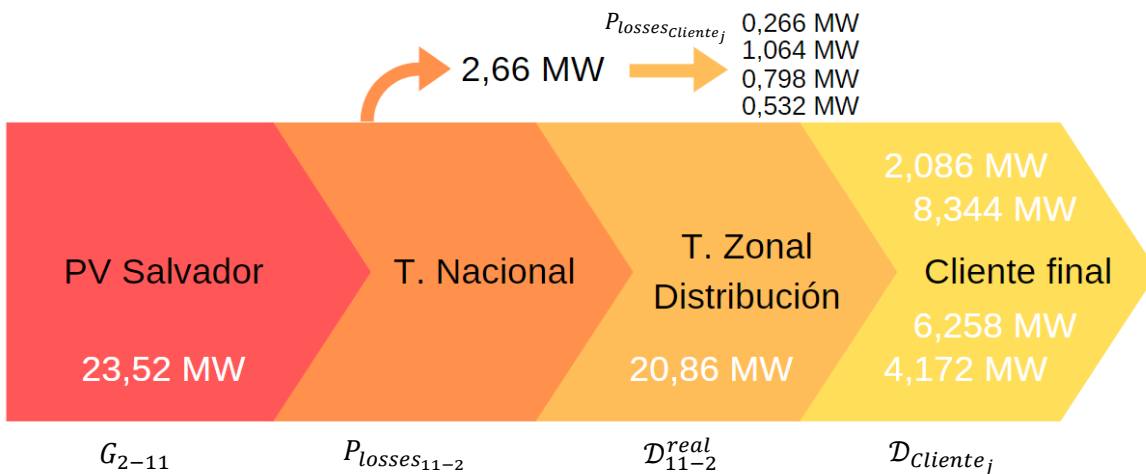 P_losses_Cliente_j 0,266 MW
1,064 MW
0,798 MW
0,532 MW
2,66 MW
2,086 MW
8,344 MW
PV Salvador
T. Nacional
T. Zonal
Distribución
Cliente final
6,258 MW
4,172 MW
23,52 MW
20,86 MW
G_2−11
P_losses_11−2
𝒟_11−2^real
𝒟_Cliente_j